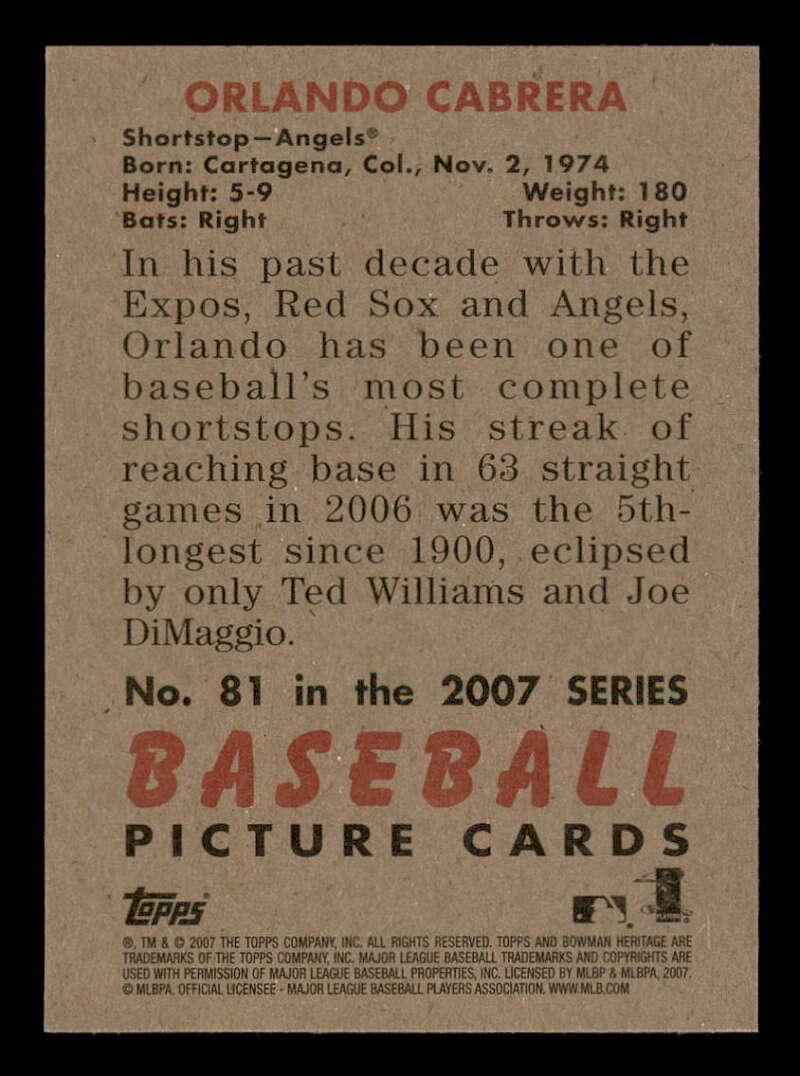 ORLANDO CABRERA
Shortstop—Angels®
Born: Cartagena, Col., Nov. 2, 1974
Height: 5-9 Weight: 180
Bats: Right Throws: Right
In his past decade with the
Expos, Red Sox and Angels,
Orlando has been one of
baseball's most complete
shortstops. His streak of
reaching base in 63 straight
games in 2006 was the 5th-
longest since 1900, eclipsed
by only Ted Williams and Joe
DiMaggio.
No. 81 in the 2007 SERIES
BASEBALL
PICTURE CARDS
Topps
®, TM & © 2007 THE TOPPS COMPANY, INC. ALL RIGHTS RESERVED. TOPPS AND BOWMAN HERITAGE ARE
TRADEMARKS OF THE TOPPS COMPANY, INC. MAJOR LEAGUE BASEBALL TRADEMARKS AND COPYRIGHTS ARE
USED WITH PERMISSION OF MAJOR LEAGUE BASEBALL PROPERTIES, INC. LICENSED BY MLBP & MLBPA, 2007.
© MLBPA. OFFICIAL LICENSEE - MAJOR LEAGUE BASEBALL PLAYERS ASSOCIATION. WWW.MLB.COM